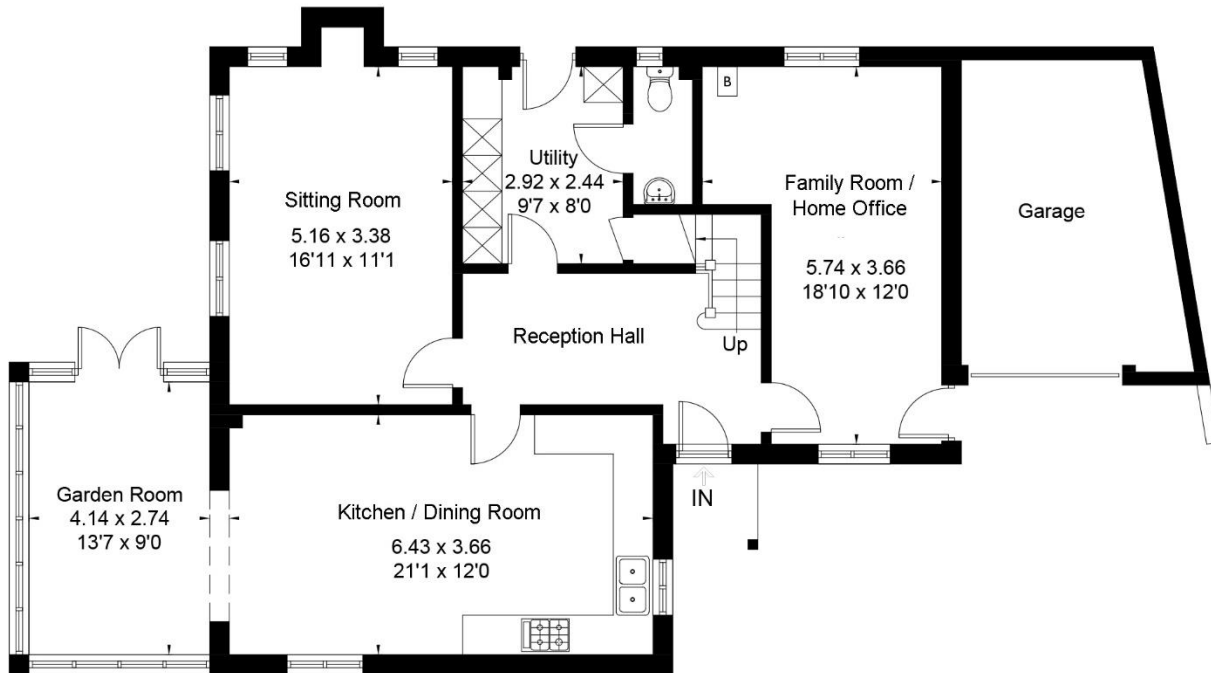 B
Utility
2.92 x 2.44
9'7 x 8'0
Sitting Room
5.16 x 3.38
16'11 x 11'1
Family Room /
Home Office
5.74 x 3.66
18'10 x 12'0
Garage
Reception Hall
Up
Garden Room
4.14 x 2.74
13'7 x 9'0
Kitchen / Dining Room
6.43 x 3.66
21'1 x 12'0
IN